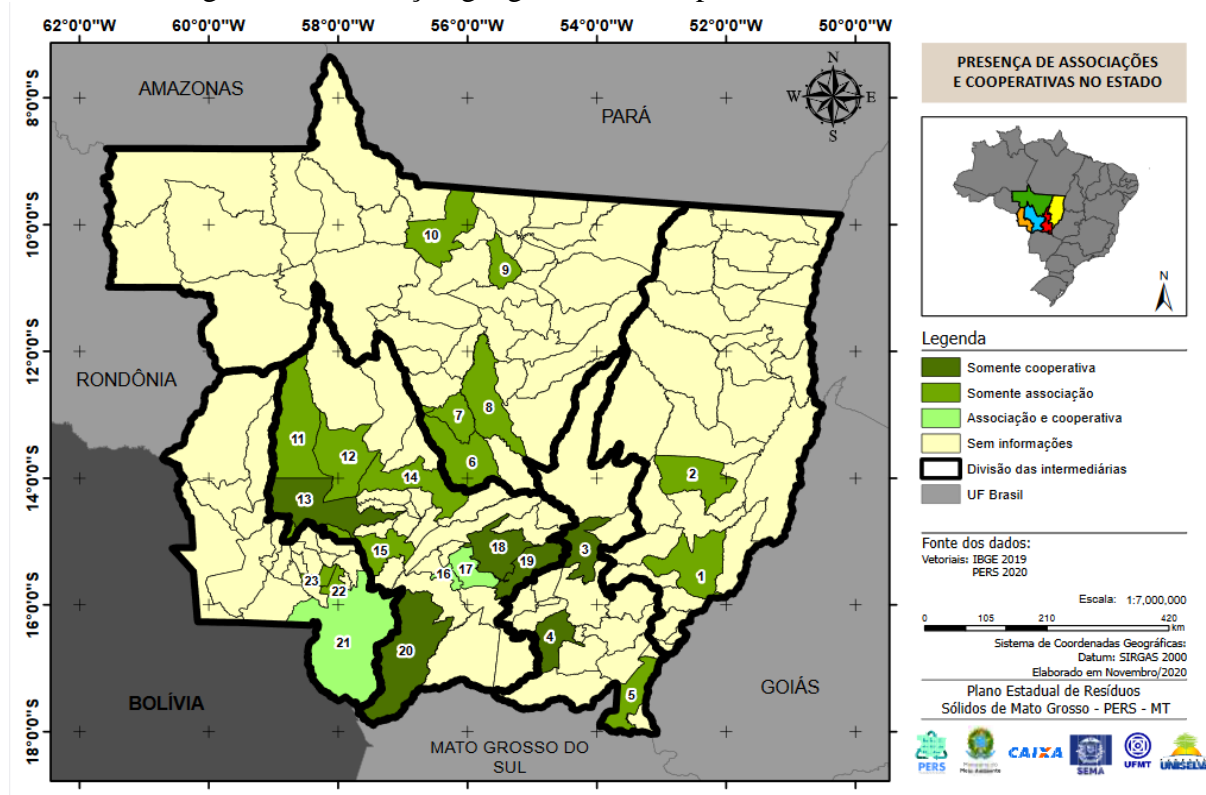 62°0'0"W 60°0'0"W 58°0'0"W 56°0'0"W 54°0'0"W 52°0'0"W 50°0'0"W
8°0'0"S
10°0'0"S
12°0'0"S
14°0'0"S
16°0'0"S
18°0'0"S
AMAZONAS
PARÁ
RONDÔNIA
BOLÍVIA
MATO GROSSO DO
SUL
GOIÁS
N
W E
S
10
9
7
8
6
11
12
13
14
2
15
18
3
19
16
17
1
23
22
21
20
4
5
PRESENÇA DE ASSOCIAÇÕES
E COOPERATIVAS NO ESTADO
N
Legenda
Somente cooperativa
Somente associação
Associação e cooperativa
Sem informações
Divisão das intermediárias
UF Brasil
Fonte dos dados:
Vetoriais: IBGE 2019
PERS 2020
Escala: 1:7,000,000
0 105 210 420
km
Sistema de Coordenadas Geográficas:
Datum: SIRGAS 2000
Elaborado em Novembro/2020
Plano Estadual de Resíduos
Sólidos de Mato Grosso - PERS - MT
PERS
Meio Ambiente
CAIXA
SEMA
UFMT
UNISELVA